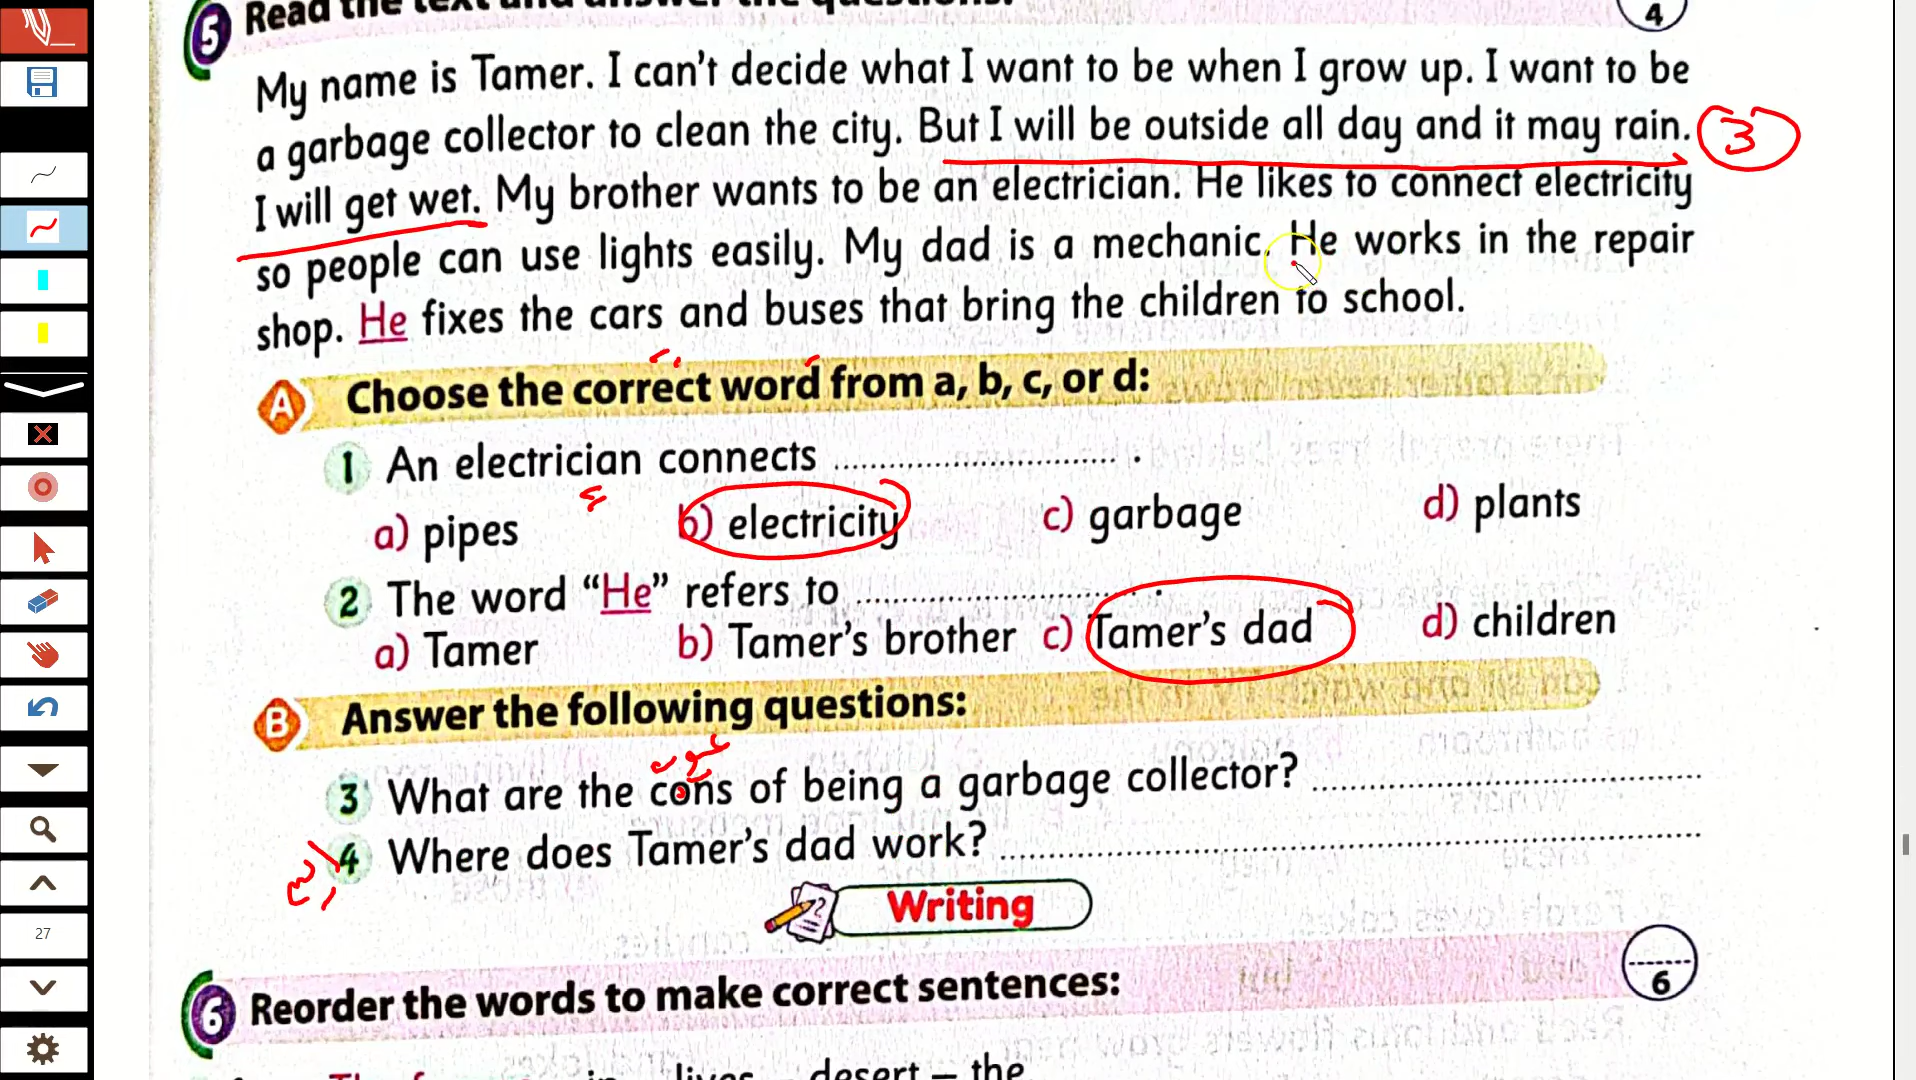 5 Read the text and answer the questions:
4
My name is Tamer. I can't decide what I want to be when I grow up. I want to be
a garbage collector to clean the city. But I will be outside all day and it may rain. 3
I will get wet. My brother wants to be an electrician. He likes to connect electricity
so people can use lights easily. My dad is a mechanic. He works in the repair
shop. He fixes the cars and buses that bring the children to school.
A Choose the correct word from a, b, c, or d:
1 An electrician connects .............................. .
a) pipes b) electricity c) garbage d) plants
2 The word “He” refers to .............................. .
a) Tamer b) Tamer's brother c) Tamer's dad d) children
B Answer the following questions:
3 What are the cons of being a garbage collector? ..............................
4 Where does Tamer's dad work? ..............................
Writing
6 Reorder the words to make correct sentences:
6
lives – desert – the
27